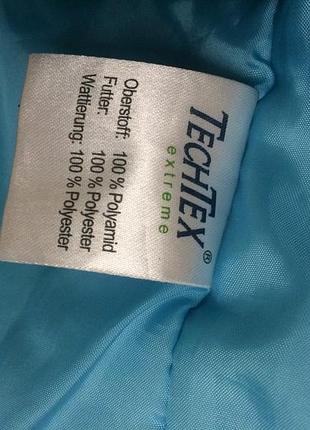 TECHTEX®
extreme
Oberstoff: 100 % Polyamid
Futter: 100 % Polyester
Wattierung: 100 % Polyester